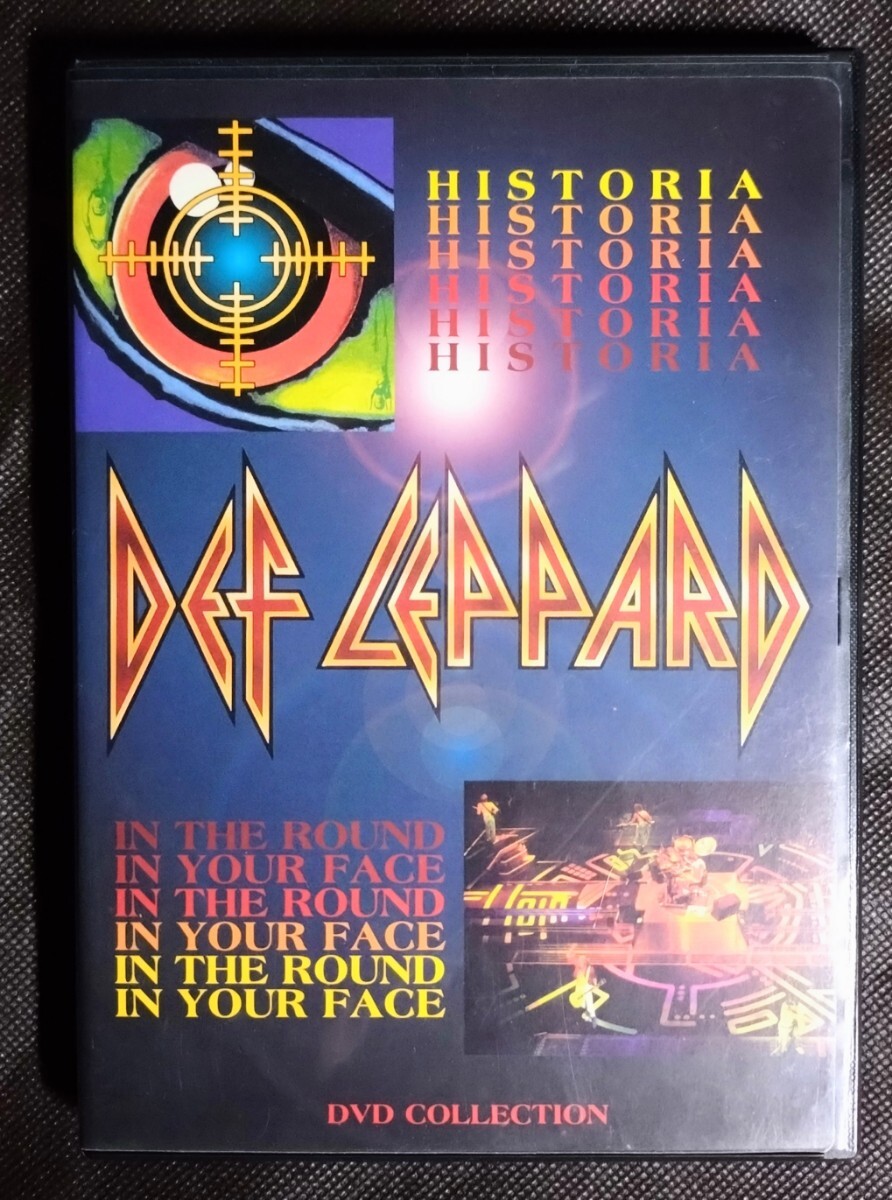 HISTORIA
HISTORIA
HISTORIA
HISTORIA
HISTORIA
HISTORIA
DEF LEPPARD
IN THE ROUND
IN YOUR FACE
IN THE ROUND
IN YOUR FACE
IN THE ROUND
IN YOUR FACE
DVD COLLECTION